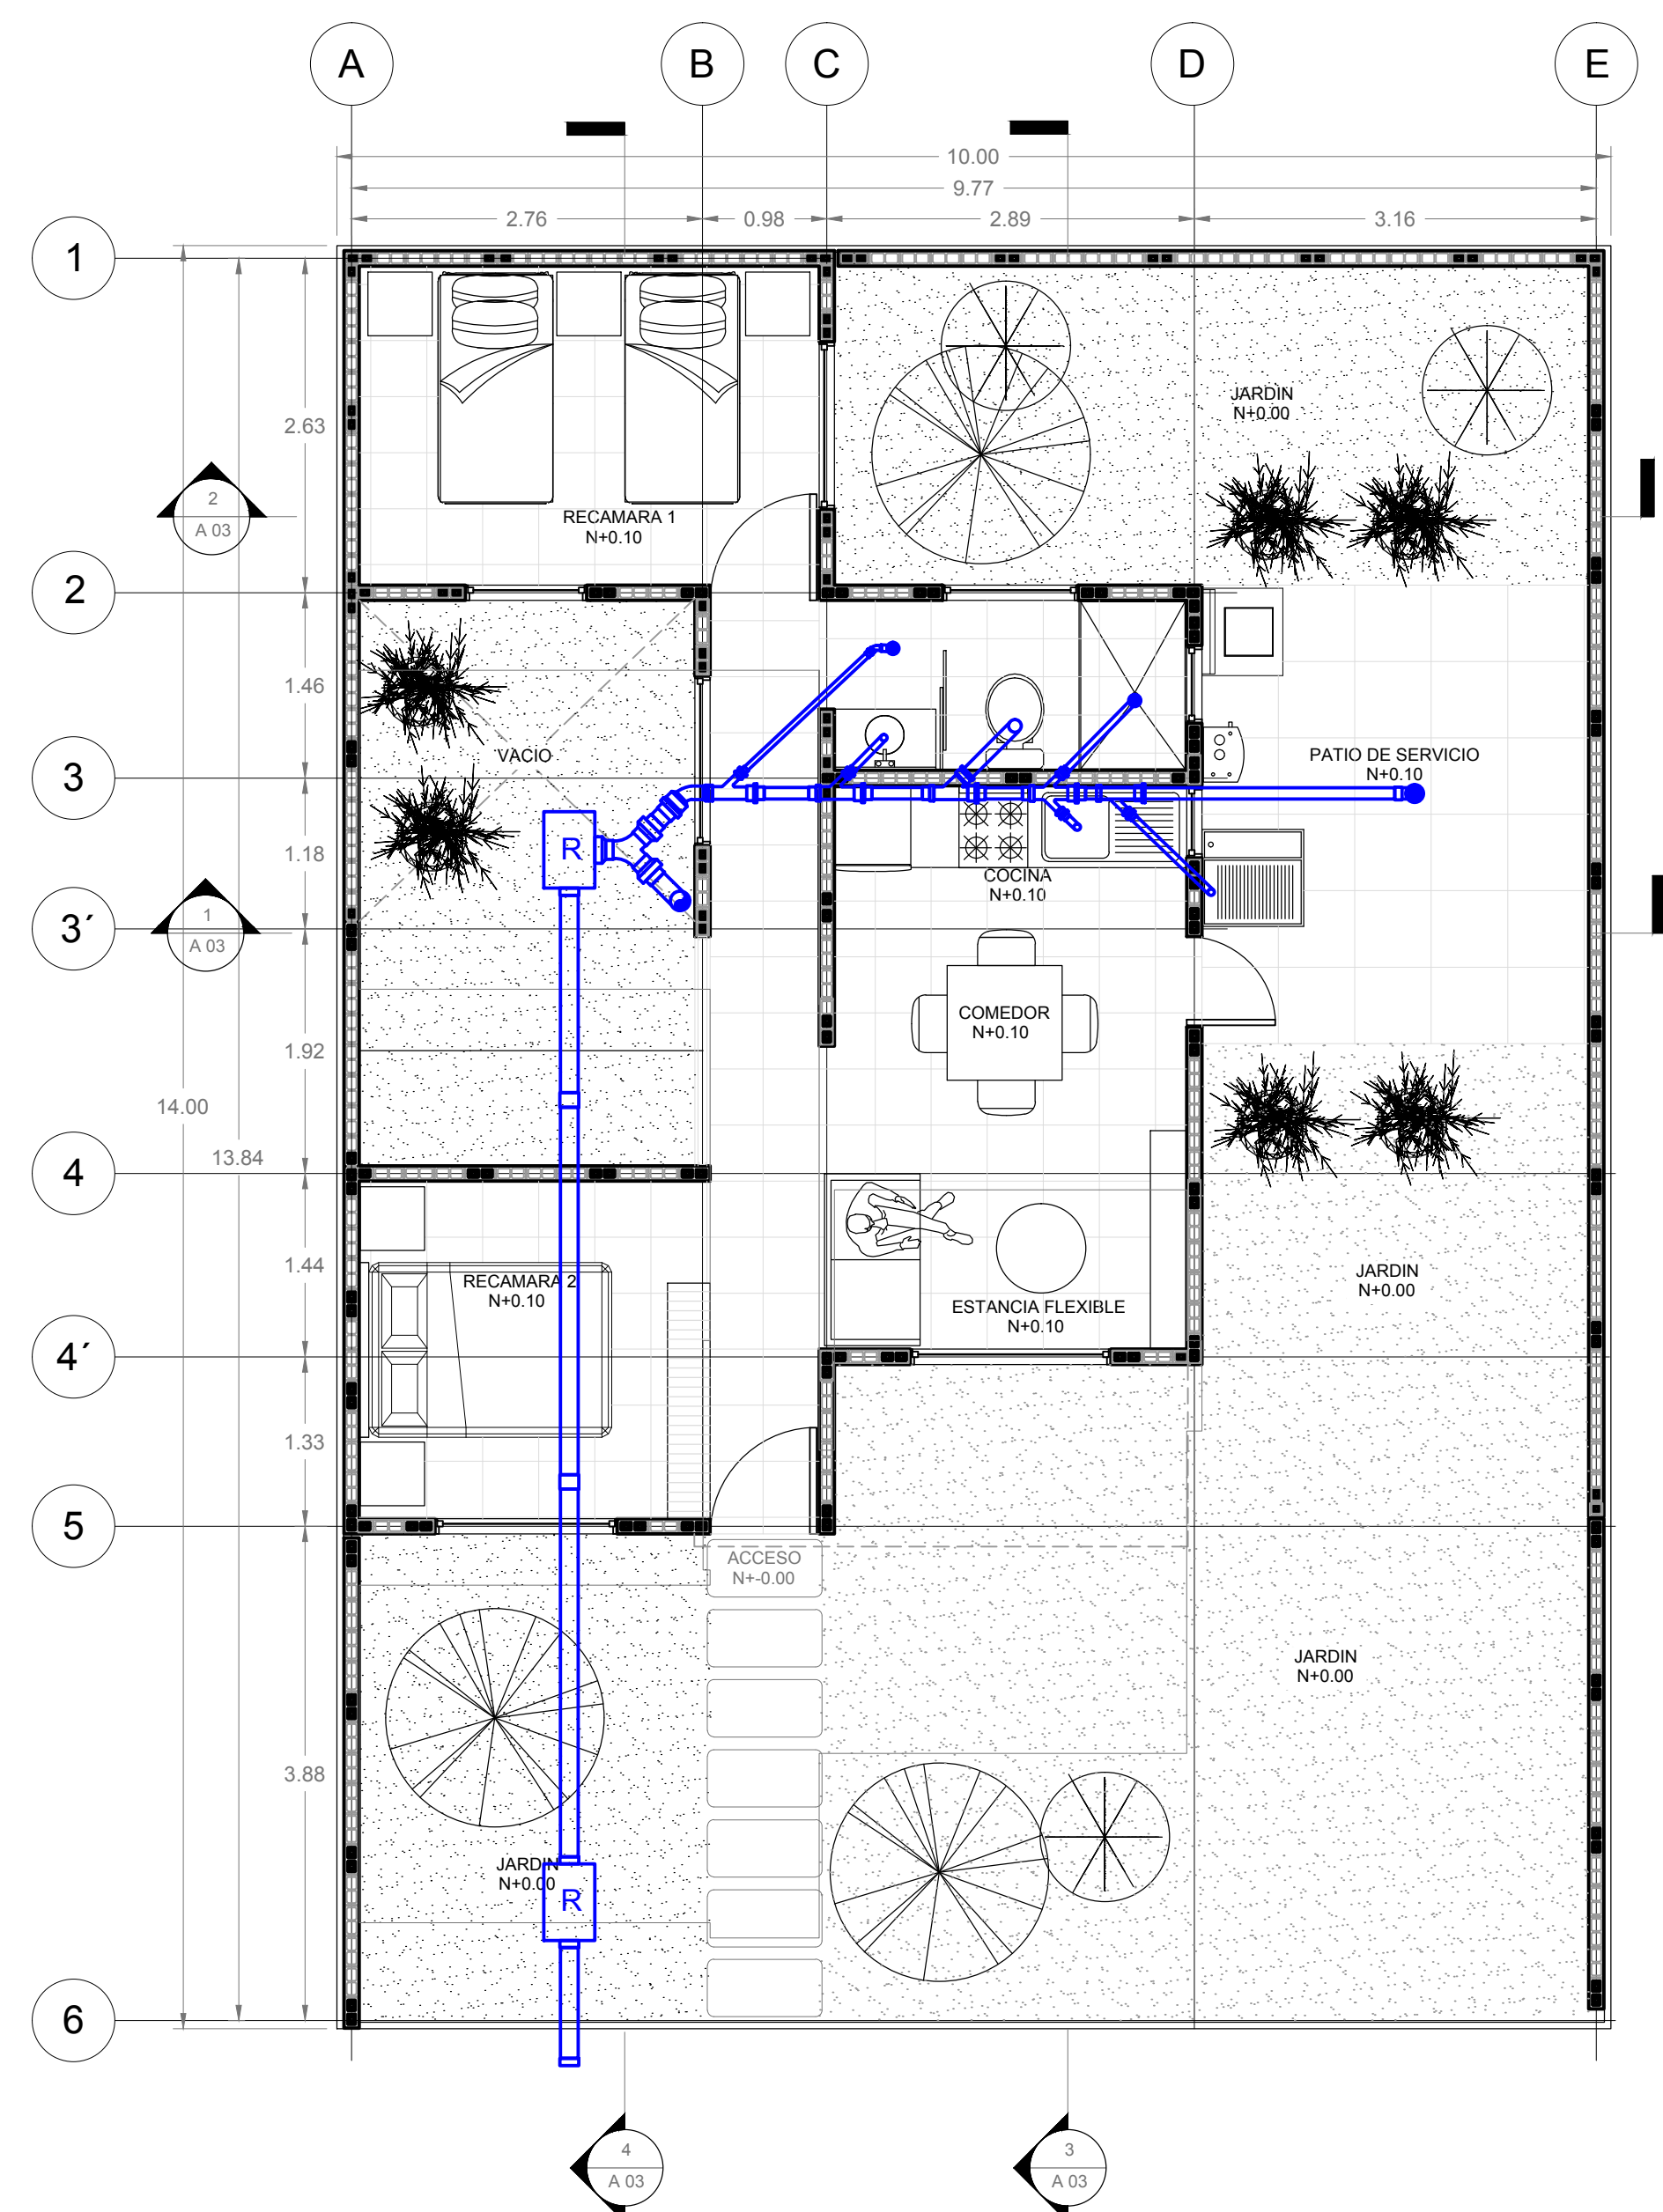 A B C D E
10.00
9.77
2.76 0.98 2.89 3.16
1
2.63
JARDIN
N+0.00
2
A 03
RECAMARA 1
N+0.10
2
1.46
VACIO
PATIO DE SERVICIO
N+0.10
3
1.18
R
COCINA
N+0.10
1
A 03
3´
COMEDOR
N+0.10
1.92
14.00
13.84
4
1.44
RECAMARA 2
N+0.10
JARDIN
N+0.00
ESTANCIA FLEXIBLE
N+0.10
4´
1.33
5
ACCESO
N+-0.00
JARDIN
N+0.00
3.88
JARDIN
N+0.00
R
6
4
A 03
3
A 03